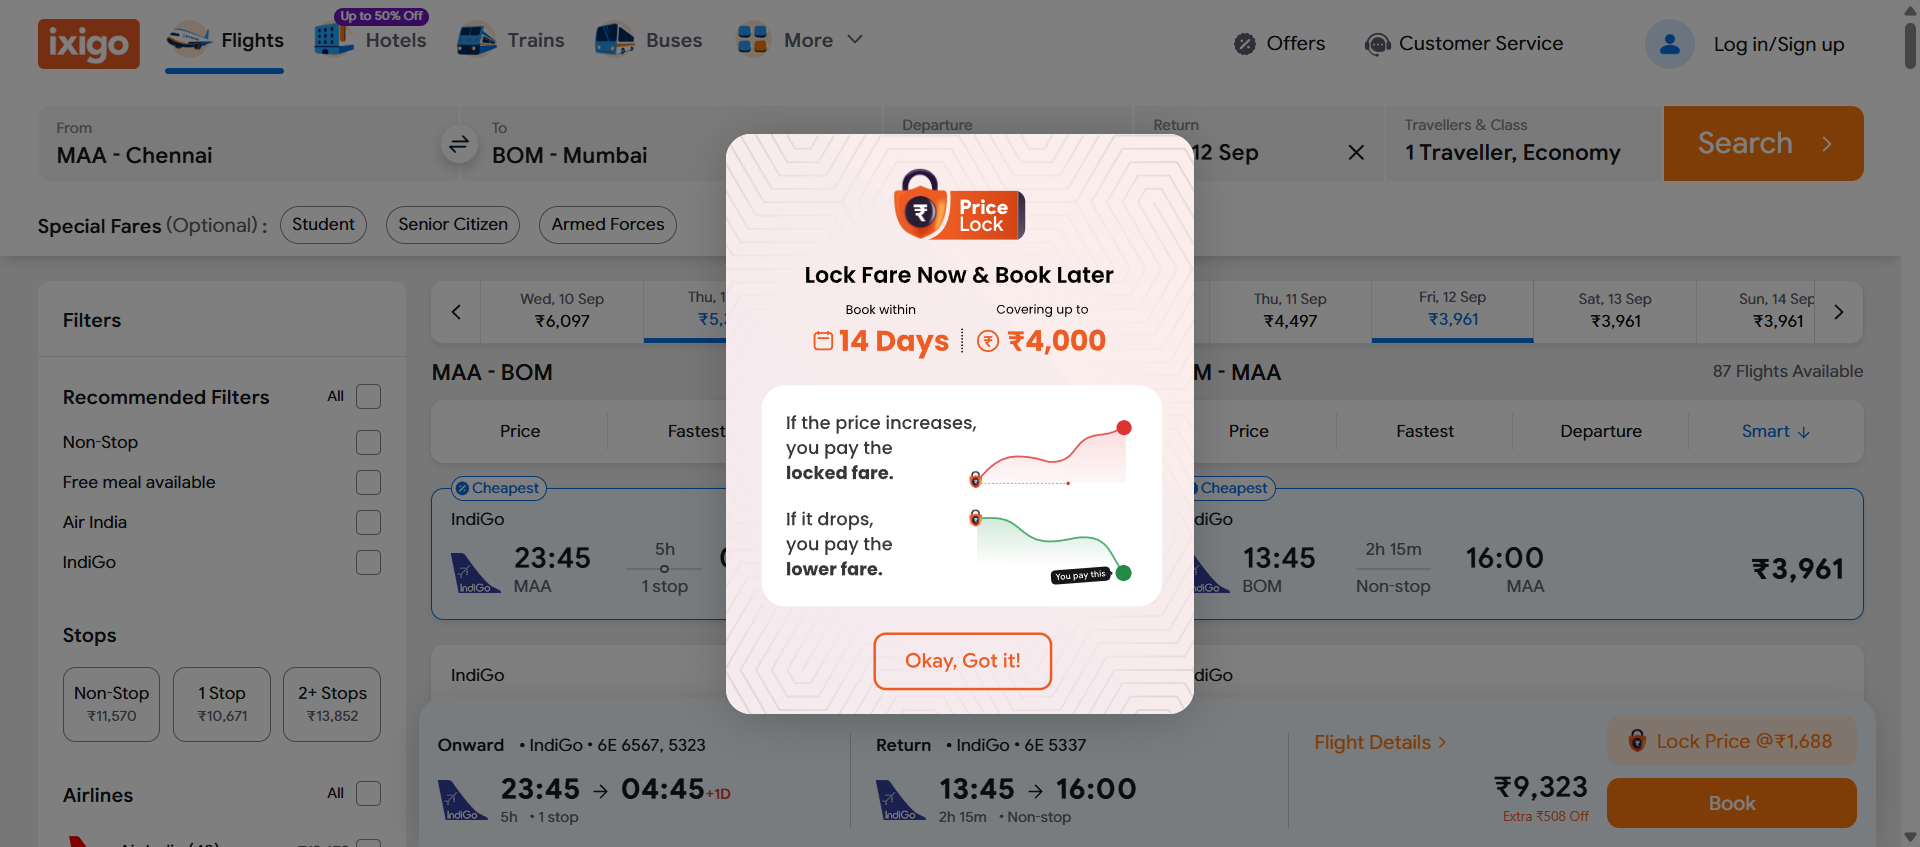 ixigo
Flights
Up to 50% Off
Hotels
Trains
Buses
More
Offers
Customer Service
Log in/Sign up
From
MAA - Chennai
To
BOM - Mumbai
Departure
Return
12 Sep
Travellers & Class
1 Traveller, Economy
Search
Special Fares (Optional) :
Student
Senior Citizen
Armed Forces
Filters
Recommended Filters
All
Non-Stop
Free meal available
Air India
IndiGo
Stops
Non-Stop
₹11,570
1 Stop
₹10,671
2+ Stops
₹13,852
Airlines
All
Wed, 10 Sep
₹6,097
Thu,
MAA - BOM
Price
Fastest
Cheapest
IndiGo
23:45
MAA
5h
1 stop
IndiGo
IndiGo
Price
Lock
Lock Fare Now & Book Later
Book within
14 Days
Covering up to
₹4,000
If the price increases,
you pay the
locked fare.
If it drops,
you pay the
lower fare.
You pay this
Okay, Got it!
Thu, 11 Sep
₹4,497
Fri, 12 Sep
₹3,961
Sat, 13 Sep
₹3,961
Sun, 14 Sep
₹3,961
- MAA
87 Flights Available
Price
Fastest
Departure
Smart
Cheapest
13:45
BOM
2h 15m
Non-stop
16:00
MAA
₹3,961
Onward • IndiGo • 6E 6567, 5323
IndiGo
23:45 → 04:45 +1D
5h • 1 stop
Return • IndiGo • 6E 5337
IndiGo
13:45 → 16:00
2h 15m • Non-stop
Flight Details
₹9,323
Extra ₹508 Off
Lock Price @₹1,688
Book